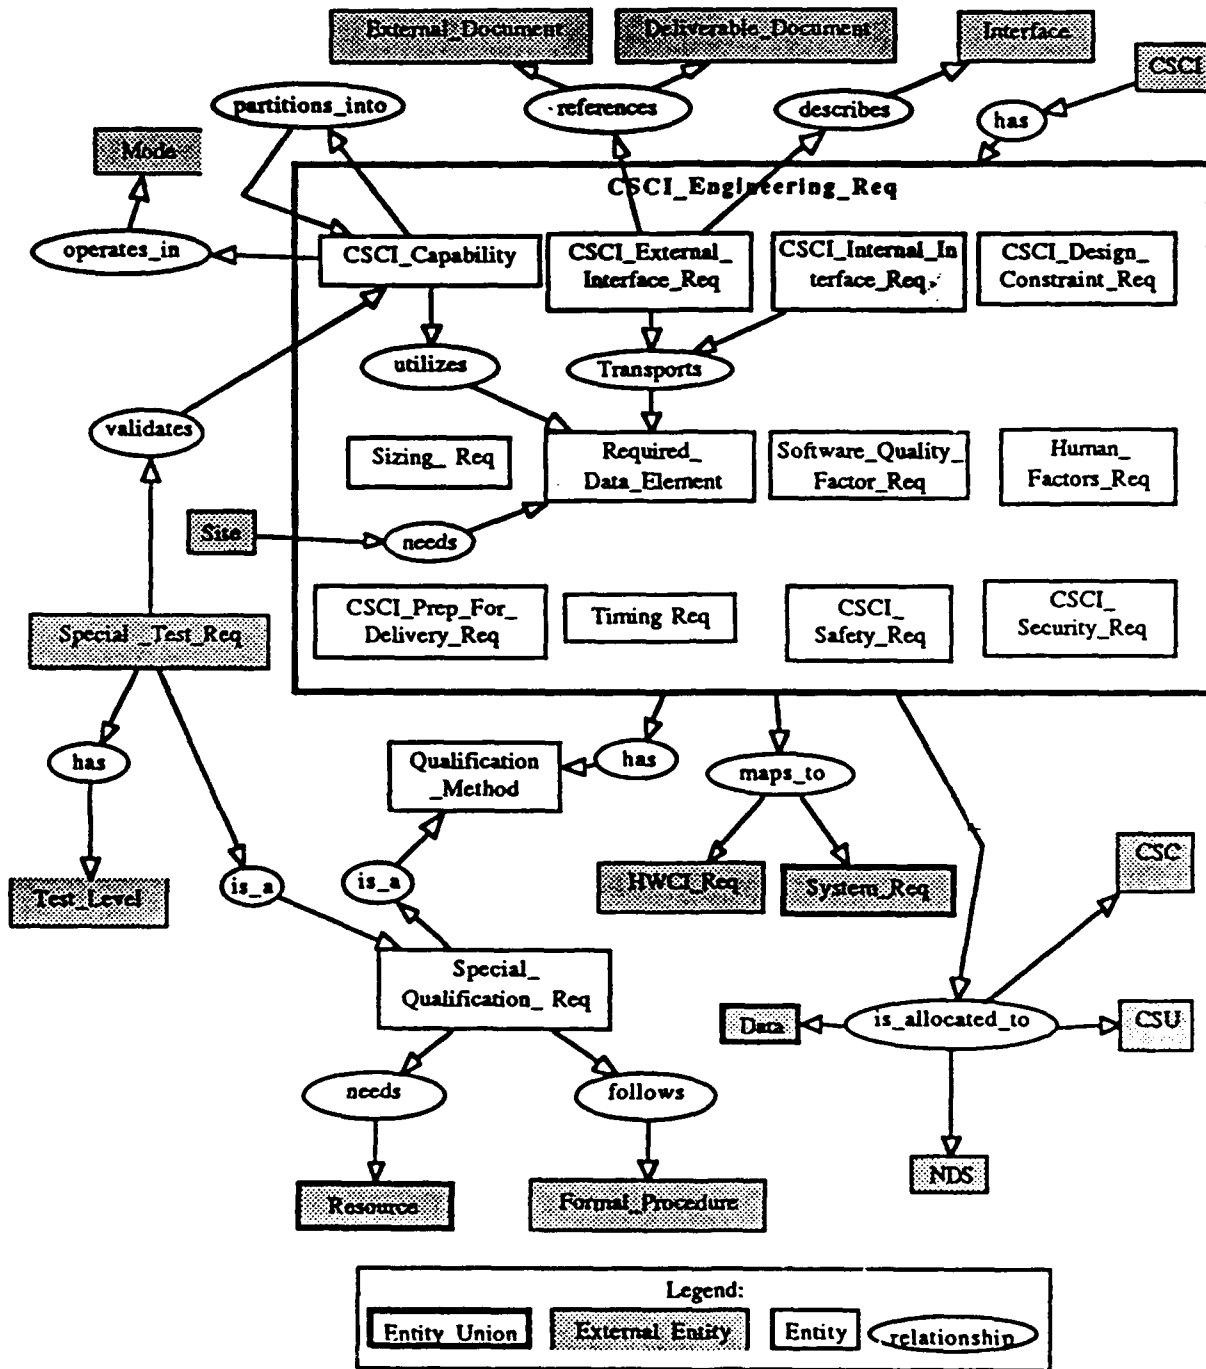 External_Document
Deliverable_Document
Interface
CSCI
partitions_into
references
describes
has
Mode
CSCI_Engineering_Req
operates_in
CSCI_Capability
CSCI_External_
Interface_Req
CSCI_Internal_In
terface_Req
CSCI_Design_
Constraint_Req
utilizes
Transports
validates
Sizing_ Req
Required_
Data_Element
Software_Quality_
Factor_Req
Human_
Factors_Req
Site
needs
CSCI_Prep_For_
Delivery_Req
Timing Req
CSCI_
Safety_Req
CSCI_
Security_Req
Special _Test_Req
has
Qualification
_Method
has
maps_to
Test_Level
is_a
is_a
HWCI_Req
System_Req
CSC
Special_
Qualification_ Req
Data
is_allocated_to
CSU
needs
follows
NDS
Resource
Formal_Procedure
Legend:
Entity Union
External Entity
Entity
relationship